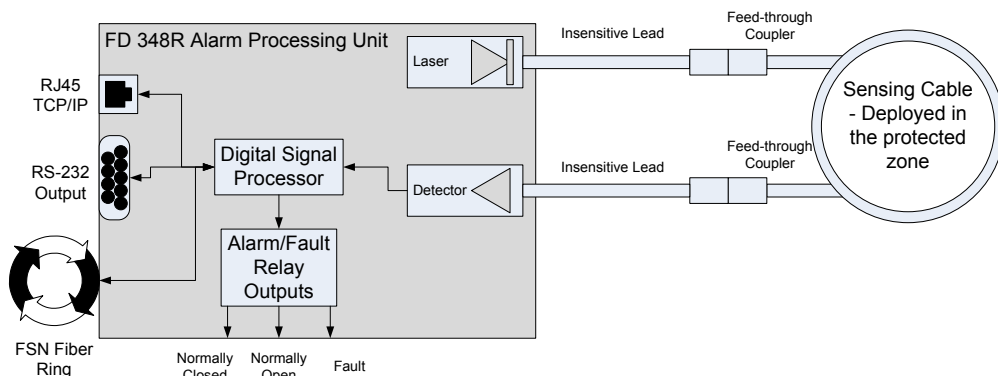 FD 348R Alarm Processing Unit
RJ45
TCP/IP
RS-232
Output
FSN Fiber
Ring
Laser
Detector
Digital Signal
Processor
Alarm/Fault
Relay
Outputs
Normally
Closed
Normally
Open
Fault
Insensitive Lead
Feed-through
Coupler
Insensitive Lead
Feed-through
Coupler
Sensing Cable
- Deployed in
the protected
zone